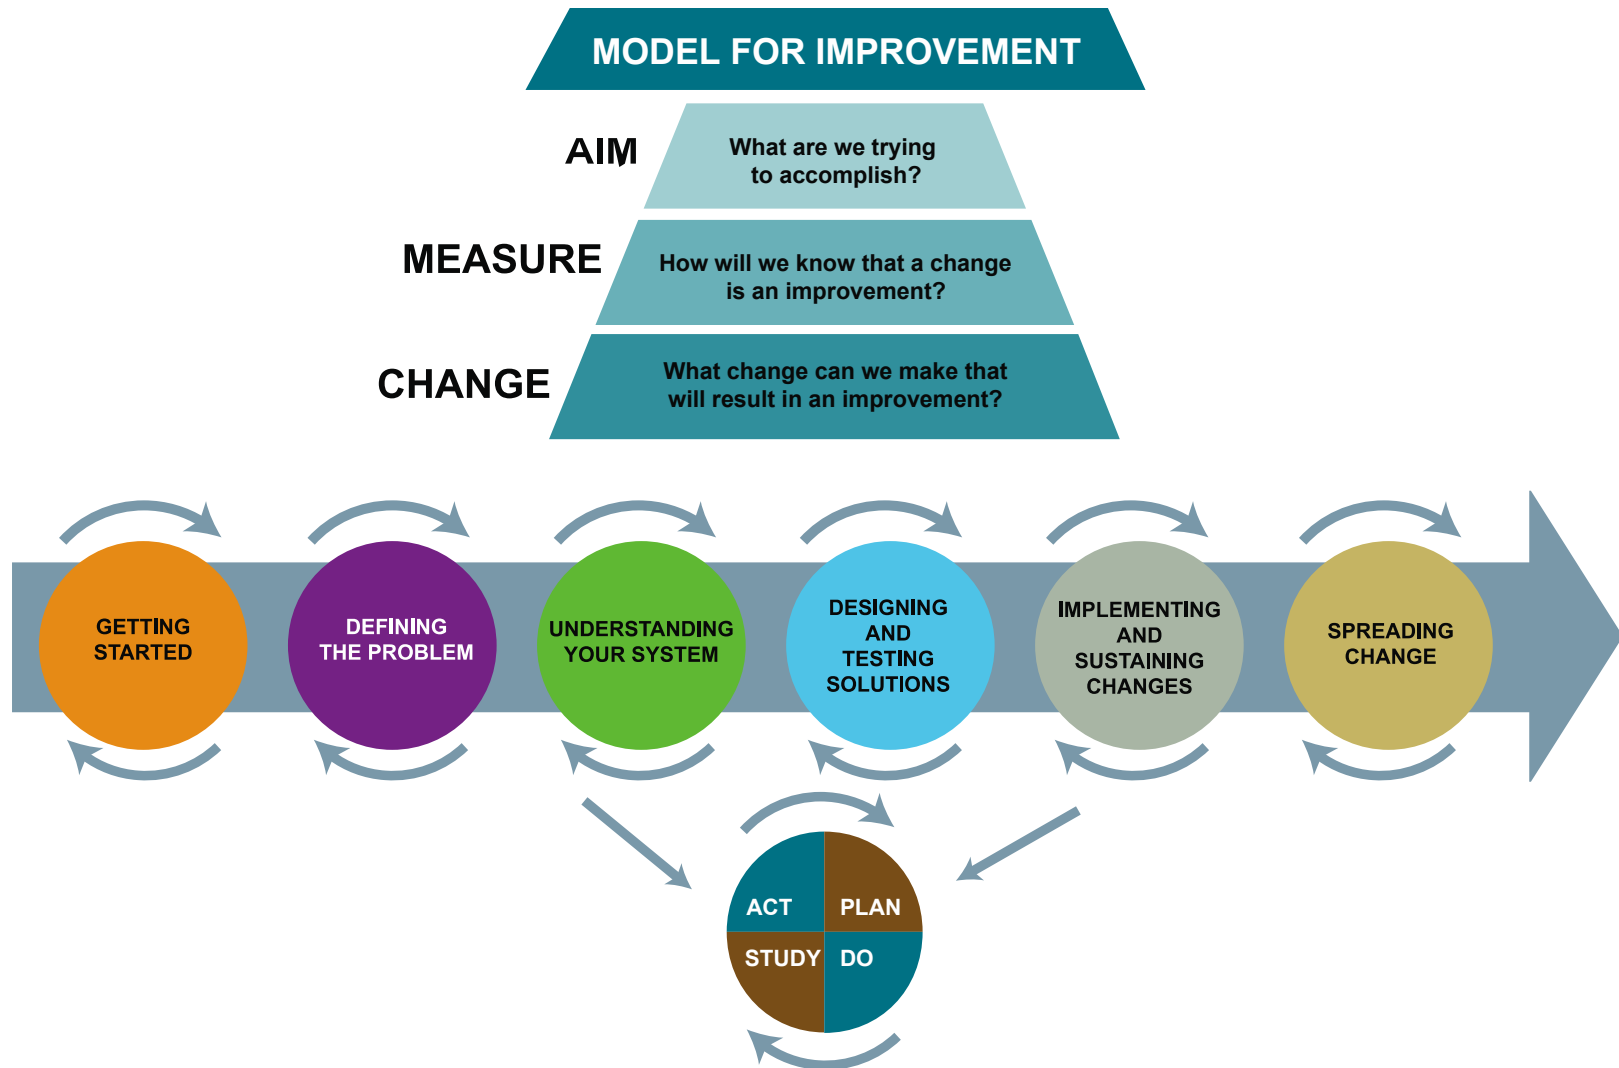 MODEL FOR IMPROVEMENT
AIM
What are we trying
to accomplish?
MEASURE
How will we know that a change
is an improvement?
CHANGE
What change can we make that
will result in an improvement?
GETTING
STARTED
DEFINING
THE PROBLEM
UNDERSTANDING
YOUR SYSTEM
DESIGNING
AND
TESTING
SOLUTIONS
IMPLEMENTING
AND
SUSTAINING
CHANGES
SPREADING
CHANGE
ACT
PLAN
STUDY
DO